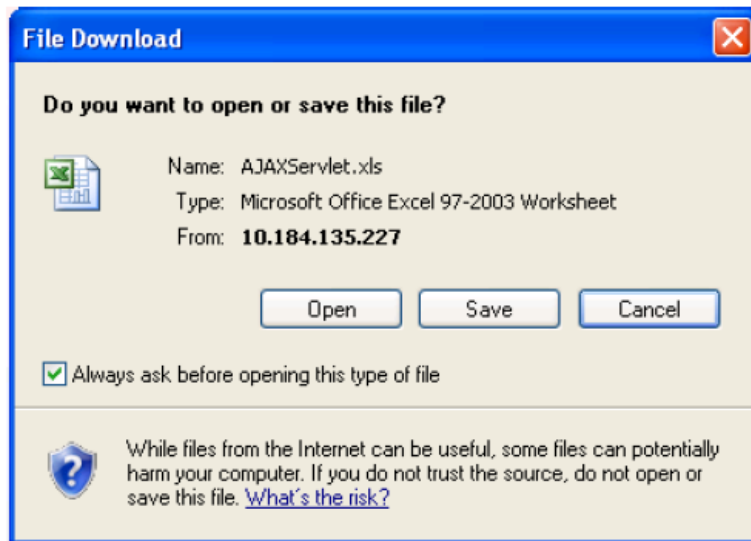 File Download
Do you want to open or save this file?
Name: AJAXServlet.xls
Type: Microsoft Office Excel 97-2003 Worksheet
From: 10.184.135.227
Open Save Cancel
Always ask before opening this type of file
While files from the Internet can be useful, some files can potentially
harm your computer. If you do not trust the source, do not open or
save this file. What's the risk?